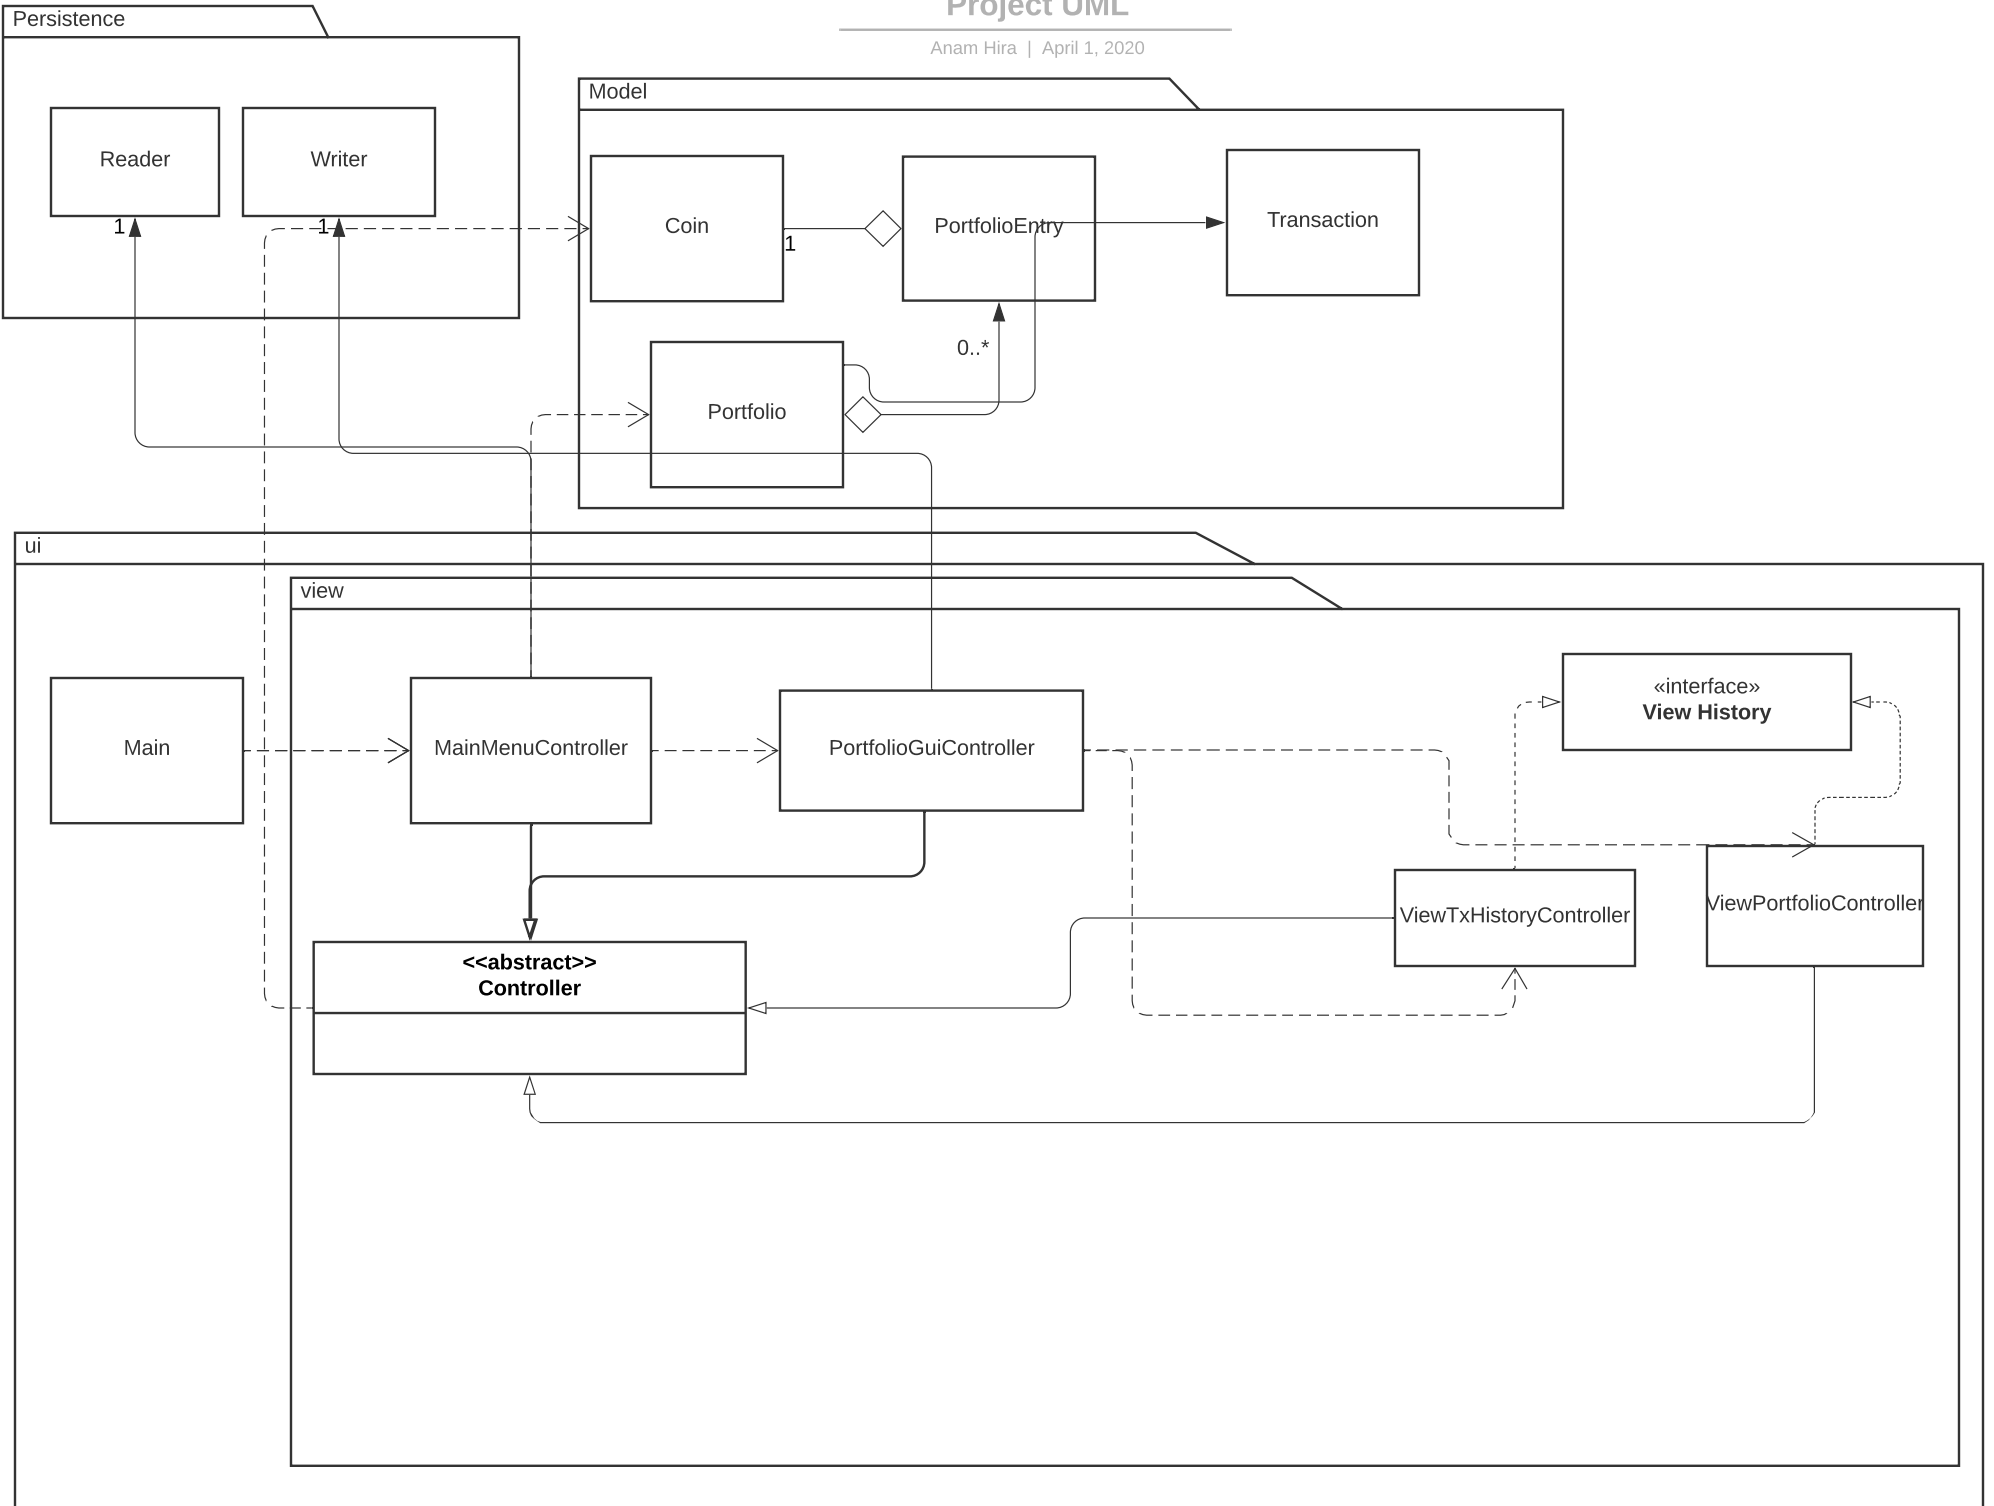 Project UML
Anam Hira | April 1, 2020
Persistence
Reader
Writer
1
1
Model
Coin
1
PortfolioEntry
Transaction
0..*
Portfolio
ui
view
Main
MainMenuController
PortfolioGuiController
«interface»
View History
ViewTxHistoryController
ViewPortfolioController
<<abstract>>
Controller